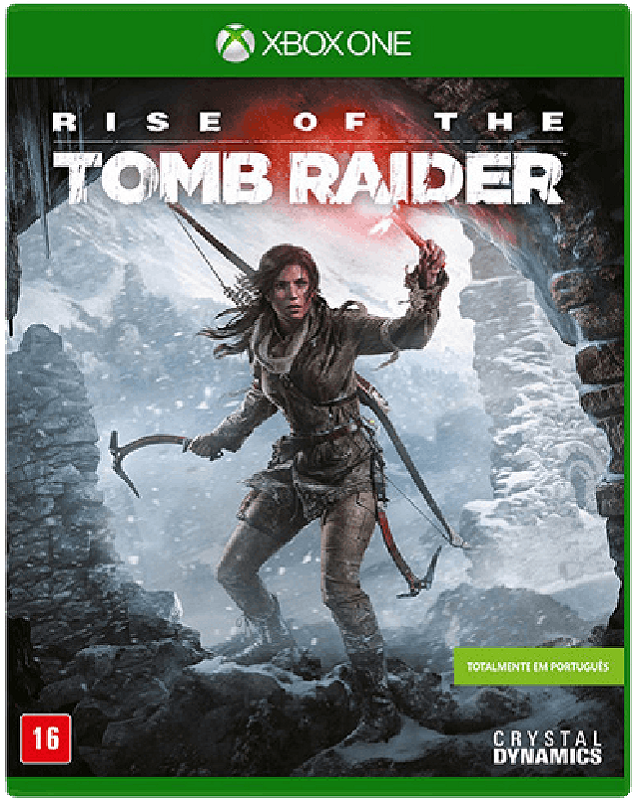 XBOX ONE
RISE OF THE
TOMB RAIDER
TOTALMENTE EM PORTUGUÊS
16
CRYSTAL
DYNAMICS